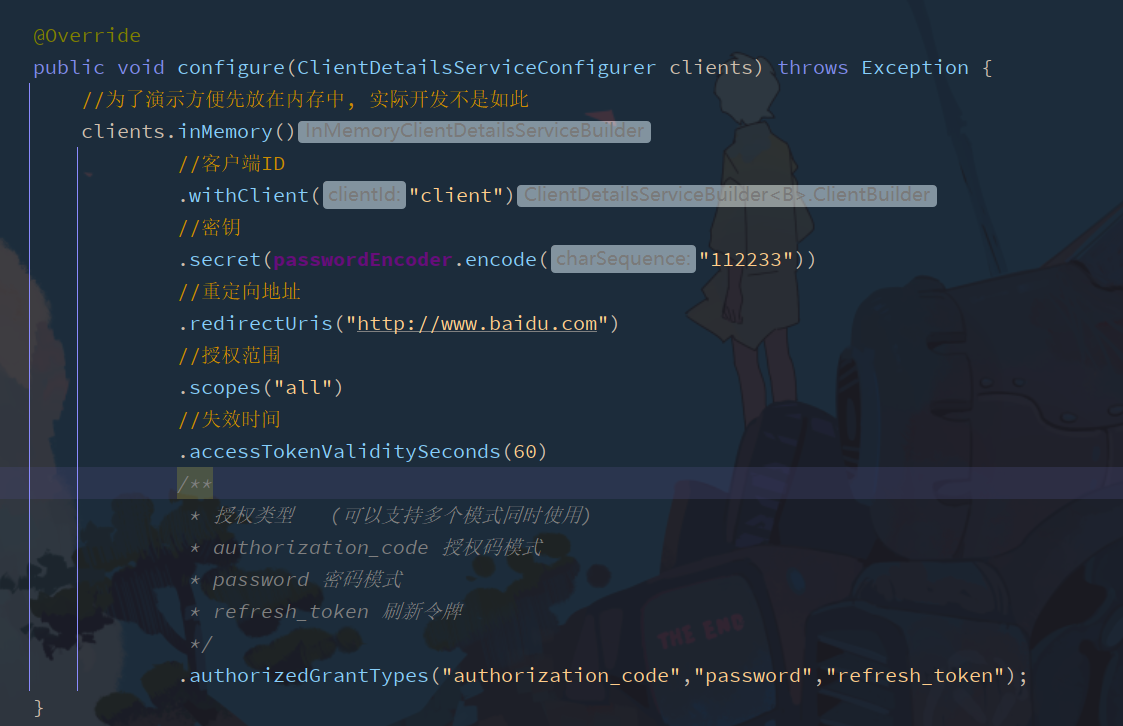 @Override
public void configure(ClientDetailsServiceConfigurer clients) throws Exception {
//为了演示方便先放在内存中, 实际开发不是如此
clients.inMemory() InMemoryClientDetailsServiceBuilder
//客户端ID
.withClient( clientId: "client") ClientDetailsServiceBuilder<B>.ClientBuilder
//密钥
.secret(passwordEncoder.encode( charSequence: "112233"))
//重定向地址
.redirectUris("http://www.baidu.com")
//授权范围
.scopes("all")
//失效时间
.accessTokenValiditySeconds(60)
/**
* 授权类型 (可以支持多个模式同时使用)
* authorization_code 授权码模式
* password 密码模式
* refresh_token 刷新令牌
*/
THE END
.authorizedGrantTypes("authorization_code","password","refresh_token");
}